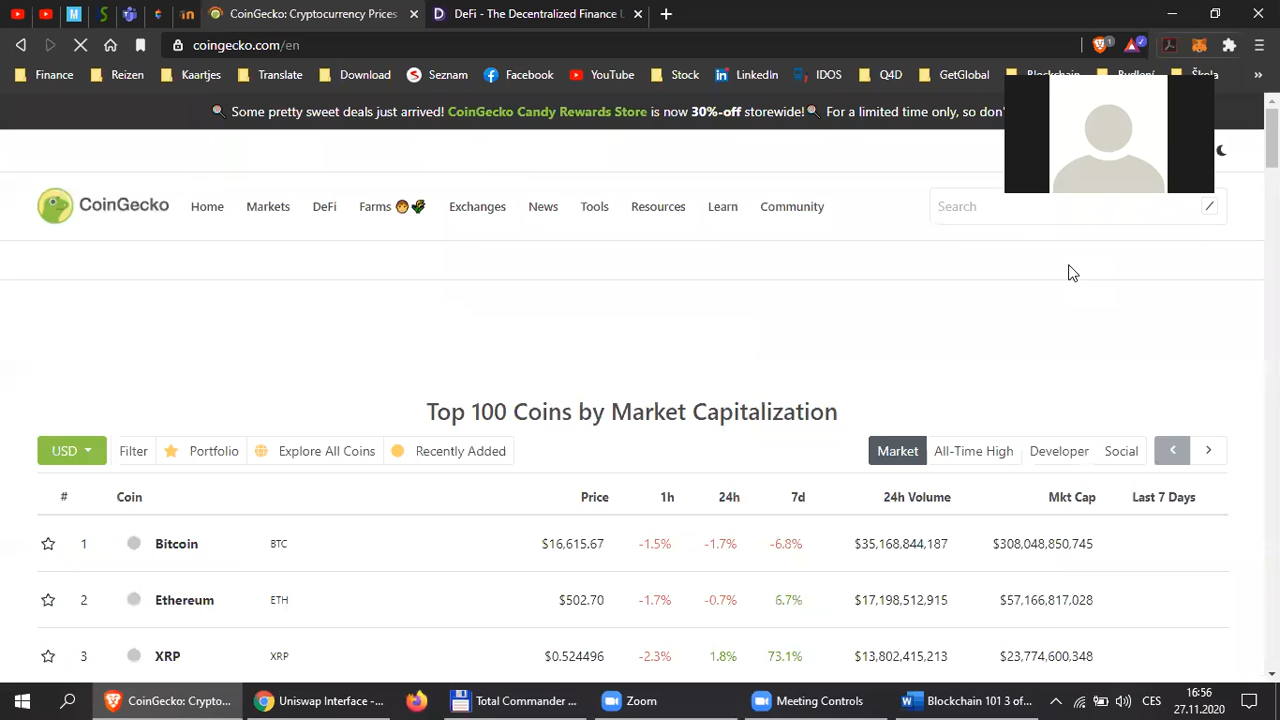 CoinGecko: Cryptocurrency Prices
DeFi - The Decentralized Finance L
coingecko.com/en
Finance Reizen Kaartjes Translate Download Seznam Facebook YouTube Stock LinkedIn IDOS Q4D GetGlobal Blockchain Bydlení Škola »
Some pretty sweet deals just arrived! CoinGecko Candy Rewards Store is now 30%-off storewide! For a limited time only, so don'
CoinGecko Home Markets DeFi Farms Exchanges News Tools Resources Learn Community Search /
Top 100 Coins by Market Capitalization
USD Filter Portfolio Explore All Coins Recently Added Market All-Time High Developer Social
# Coin Price 1h 24h 7d 24h Volume Mkt Cap Last 7 Days
1 Bitcoin BTC $16,615.67 -1.5% -1.7% -6.8% $35,168,844,187 $308,048,850,745
2 Ethereum ETH $502.70 -1.7% -0.7% 6.7% $17,198,512,915 $57,166,817,028
3 XRP XRP $0.524496 -2.3% 1.8% 73.1% $13,802,415,213 $23,774,600,348
CoinGecko: Crypto... Uniswap Interface -... Total Commander ... Zoom Meeting Controls Blockchain 101 3 of... CES 16:56
27.11.2020